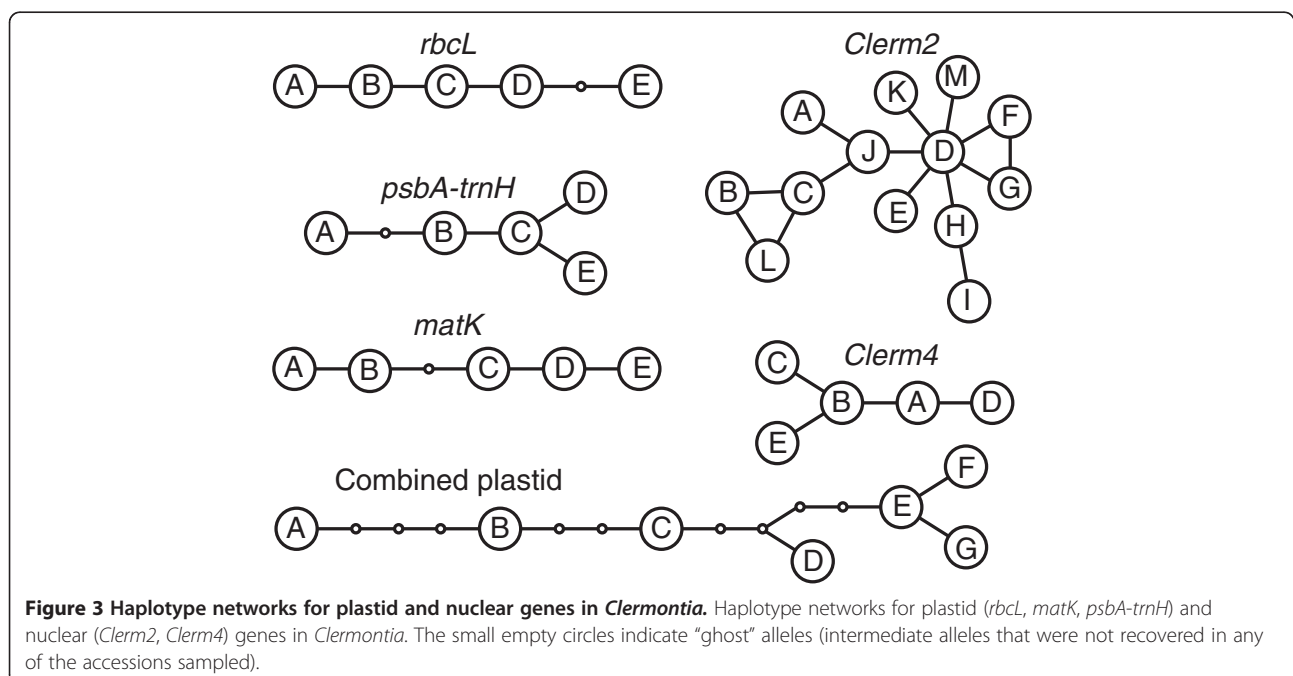 rbcL
A B C D E
psbA-trnH
A B C D E
matK
A B C D E
Clerm2
A B C D E F G H I J K L M
Clerm4
C B A D E
Combined plastid
A B C D E F G
Figure 3 Haplotype networks for plastid and nuclear genes in Clermontia. Haplotype networks for plastid (rbcL, matK, psbA-trnH) and
nuclear (Clerm2, Clerm4) genes in Clermontia. The small empty circles indicate “ghost” alleles (intermediate alleles that were not recovered in any
of the accessions sampled).